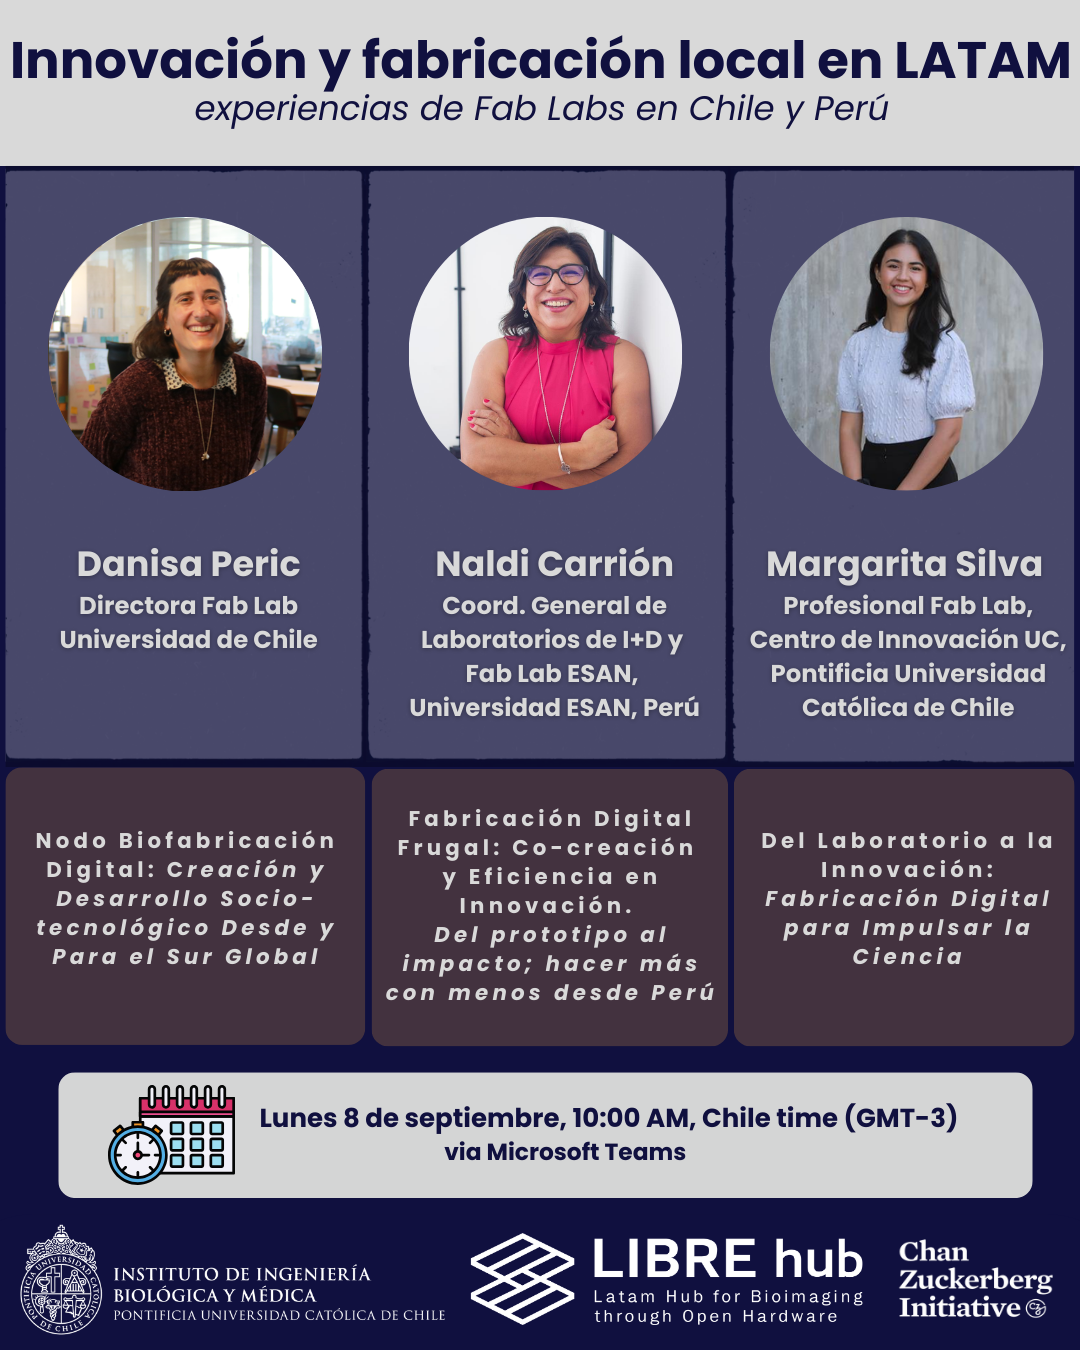 Innovación y fabricación local en LATAM
experiencias de Fab Labs en Chile y Perú
Danisa Peric
Directora Fab Lab
Universidad de Chile
Naldi Carrión
Coord. General de
Laboratorios de I+D y
Fab Lab ESAN,
Universidad ESAN, Perú
Margarita Silva
Profesional Fab Lab,
Centro de Innovación UC,
Pontificia Universidad
Católica de Chile
Nodo Biofabricación
Digital: Creación y
Desarrollo Socio-
tecnológico Desde y
Para el Sur Global
Fabricación Digital
Frugal: Co-creación
y Eficiencia en
Innovación.
Del prototipo al
impacto; hacer más
con menos desde Perú
Del Laboratorio a la
Innovación:
Fabricación Digital
para Impulsar la
Ciencia
Lunes 8 de septiembre, 10:00 AM, Chile time (GMT-3)
via Microsoft Teams
PONTIFICIA UNIVERSIDAD CATÓLICA DE CHILE
INSTITUTO DE INGENIERÍA
BIOLÓGICA Y MÉDICA
PONTIFICIA UNIVERSIDAD CATÓLICA DE CHILE
LIBRE hub
Latam Hub for Bioimaging
through Open Hardware
Chan
Zuckerberg
Initiative